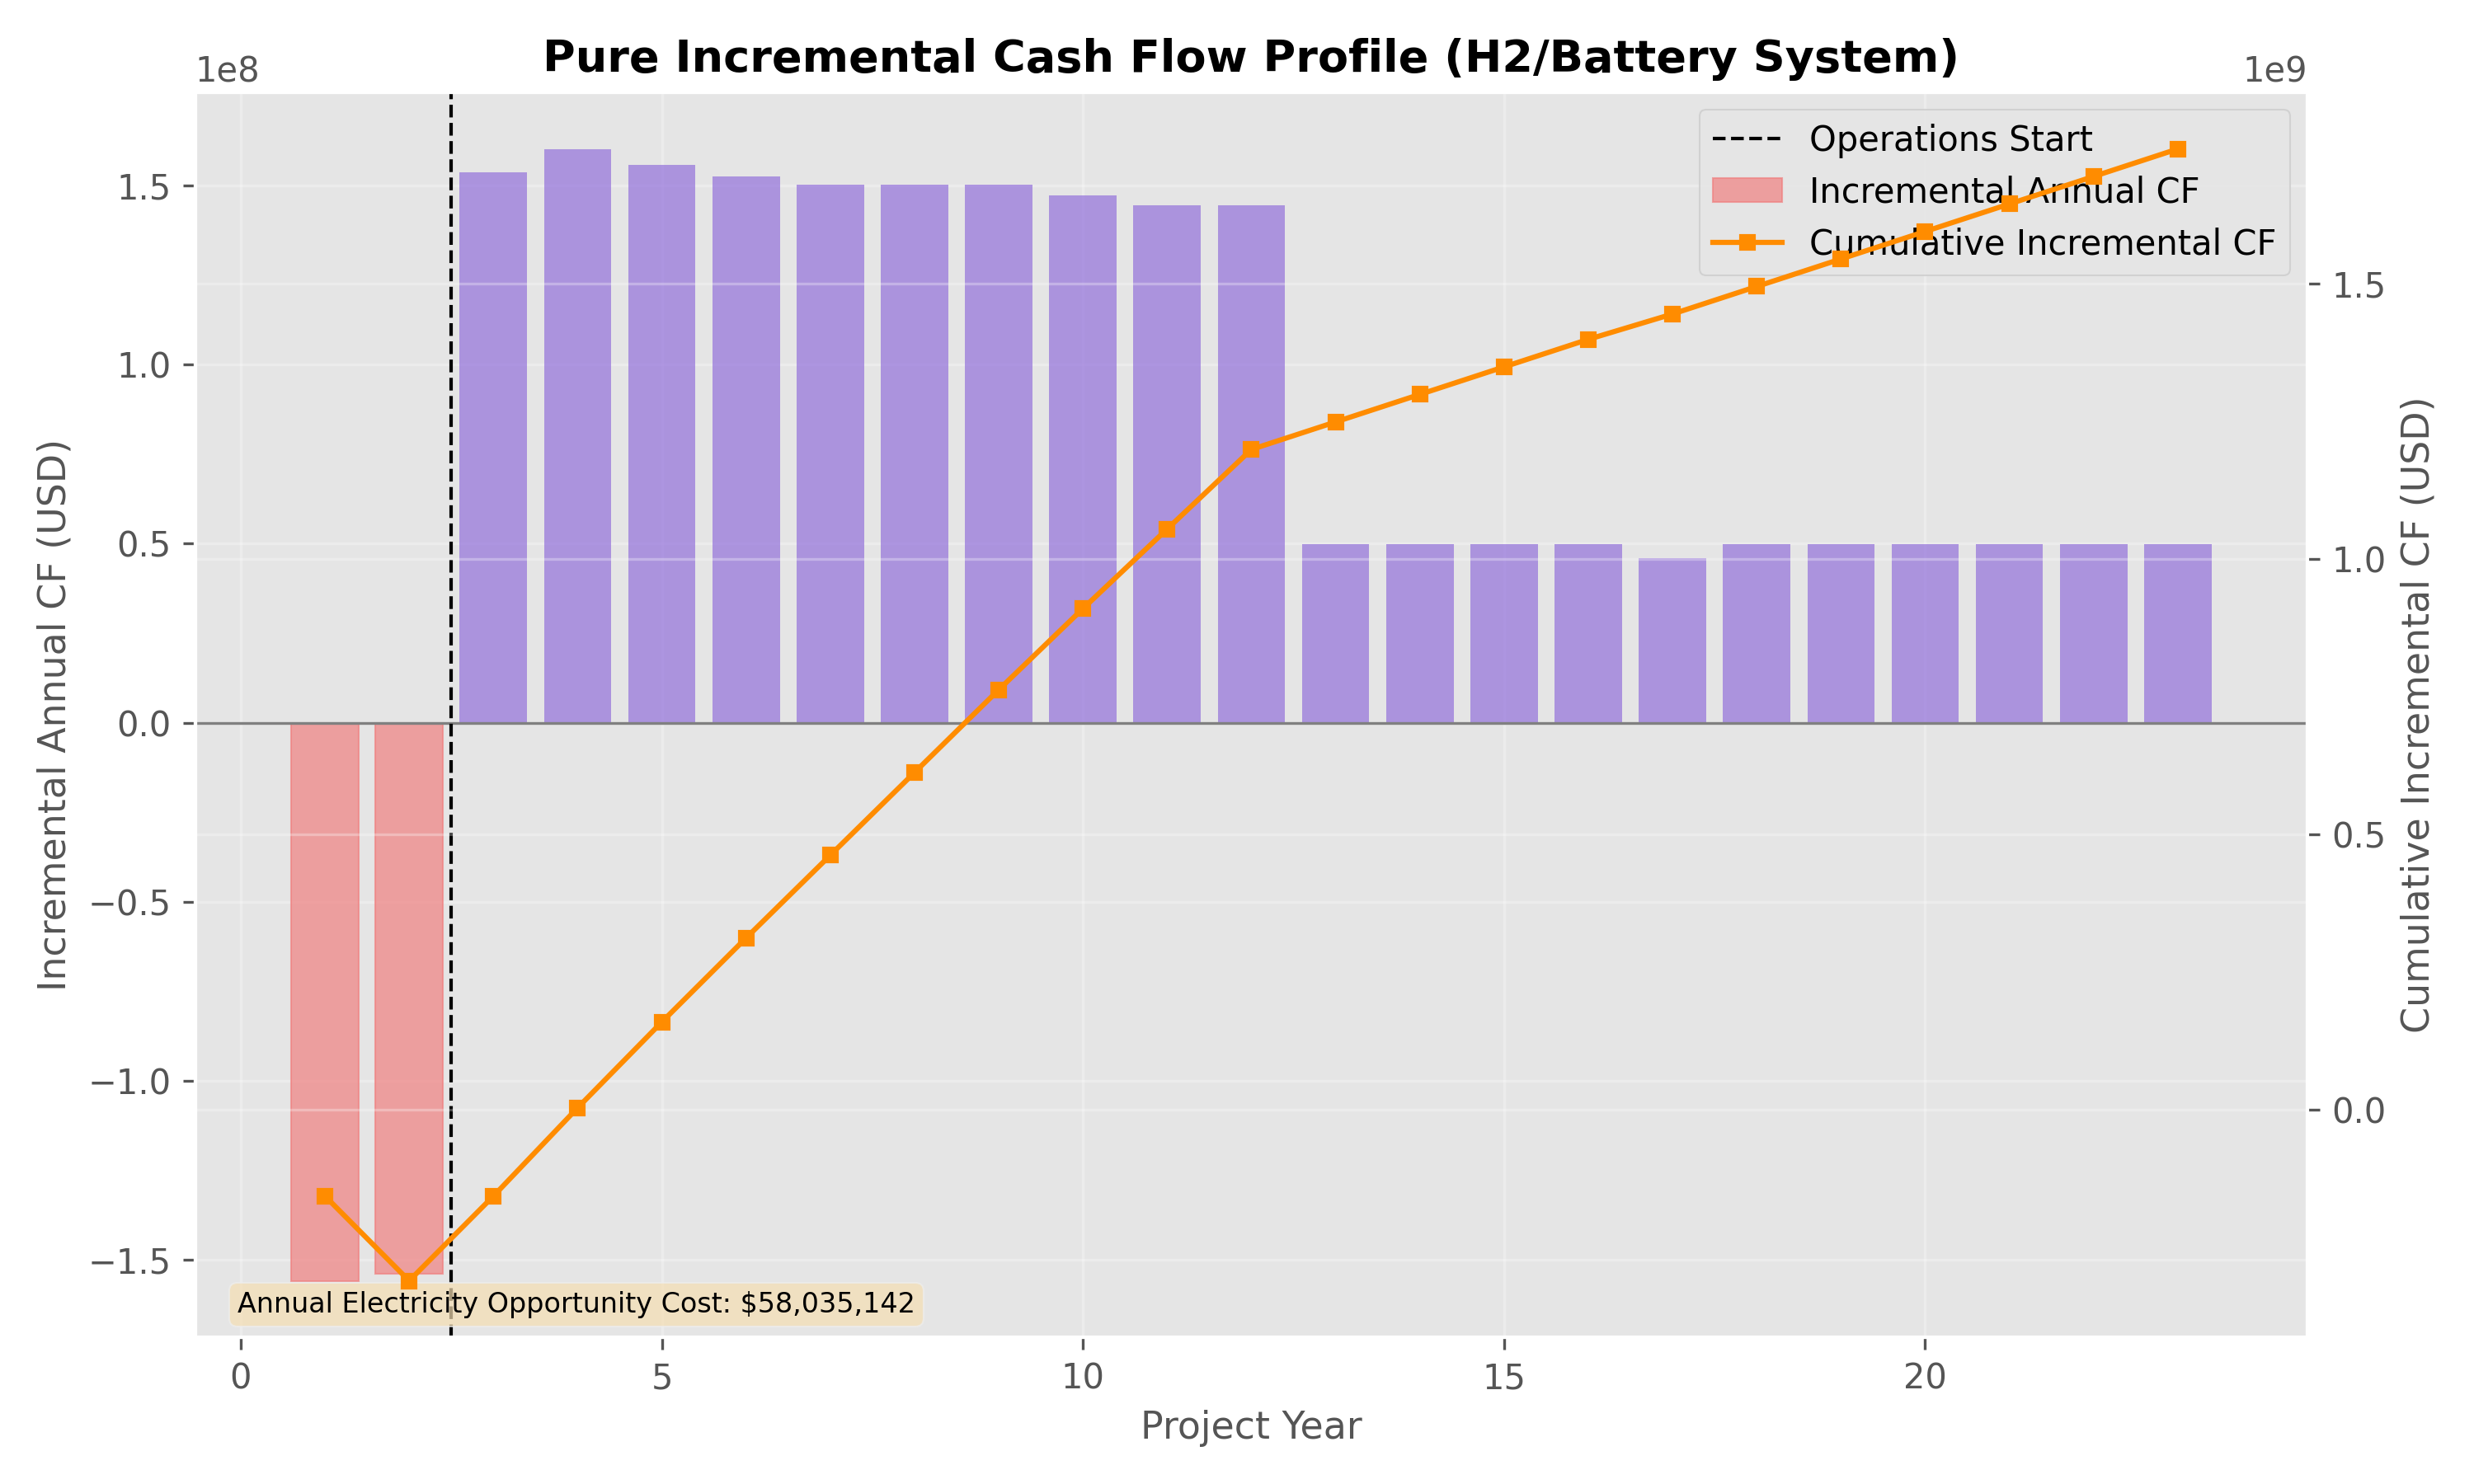 Pure Incremental Cash Flow Profile (H2/Battery System)
1e8
1e9
Operations Start
Incremental Annual CF
Cumulative Incremental CF
Incremental Annual CF (USD)
1.5
1.0
0.5
0.0
−0.5
−1.0
−1.5
Cumulative Incremental CF (USD)
1.5
1.0
0.5
0.0
Annual Electricity Opportunity Cost: $58,035,142
0
5
10
15
20
Project Year